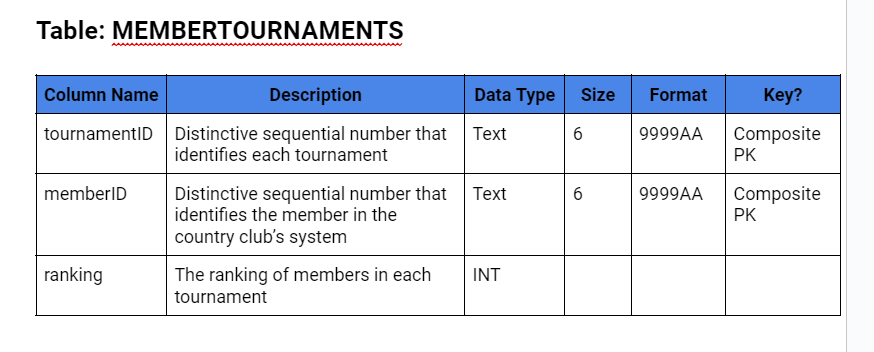 Table: MEMBERTOURNAMENTS
Column Name Description Data Type Size Format Key?
tournamentID Distinctive sequential number that Text 6 9999AA Composite
identifies each tournament PK
memberID Distinctive sequential number that Text 6 9999AA Composite
identifies the member in the PK
country club's system
ranking The ranking of members in each INT
tournament